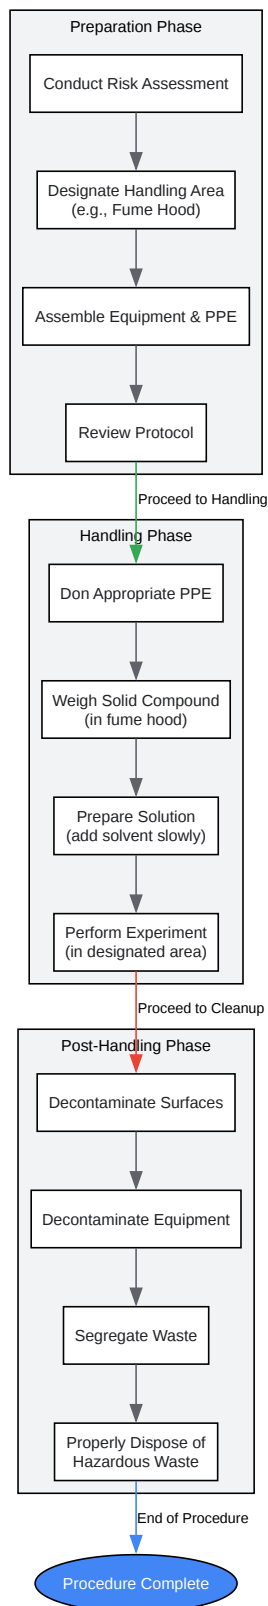 Preparation Phase
Conduct Risk Assessment
Designate Handling Area
(e.g., Fume Hood)
Assemble Equipment & PPE
Review Protocol
Proceed to Handling
Handling Phase
Don Appropriate PPE
Weigh Solid Compound
(in fume hood)
Prepare Solution
(add solvent slowly)
Perform Experiment
(in designated area)
Proceed to Cleanup
Post-Handling Phase
Decontaminate Surfaces
Decontaminate Equipment
Segregate Waste
Properly Dispose of
Hazardous Waste
End of Procedure
Procedure Complete